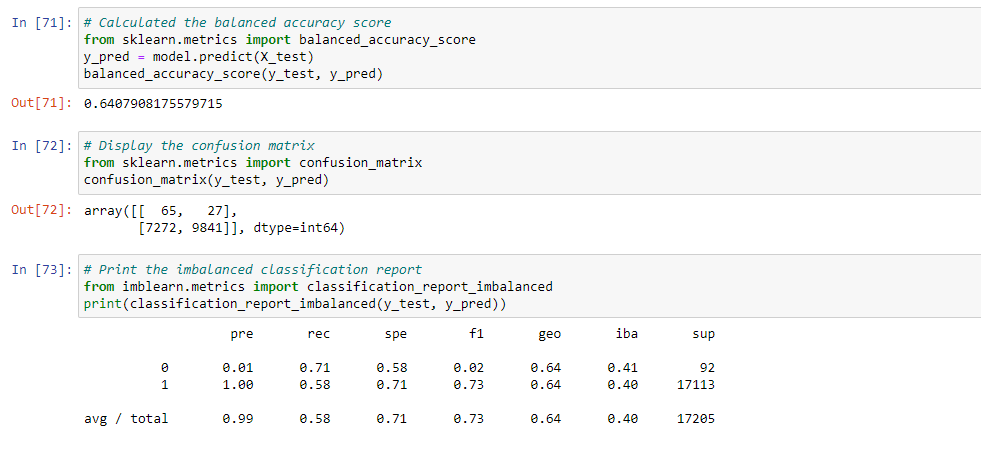 In [71]: # Calculated the balanced accuracy score
from sklearn.metrics import balanced_accuracy_score
y_pred = model.predict(X_test)
balanced_accuracy_score(y_test, y_pred)
Out[71]: 0.6407908175579715
In [72]: # Display the confusion matrix
from sklearn.metrics import confusion_matrix
confusion_matrix(y_test, y_pred)
Out[72]: array([[  65,   27],
       [7272, 9841]], dtype=int64)
In [73]: # Print the imbalanced classification report
from imblearn.metrics import classification_report_imbalanced
print(classification_report_imbalanced(y_test, y_pred))
pre rec spe f1 geo iba sup
0 0.01 0.71 0.58 0.02 0.64 0.41 92
1 1.00 0.58 0.71 0.73 0.64 0.40 17113
avg / total 0.99 0.58 0.71 0.73 0.64 0.40 17205